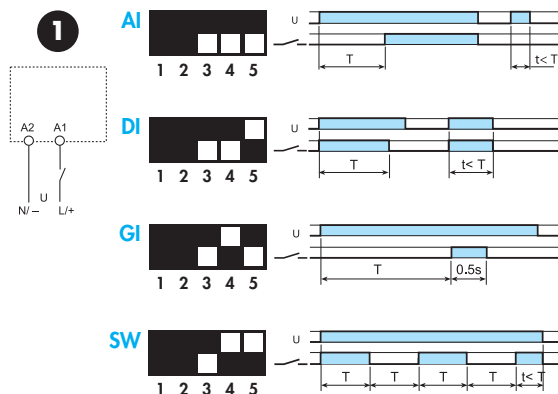 1
A2 A1
U
N/– L/+
AI
1 2 3 4 5
U
T t< T
DI
1 2 3 4 5
U
T t< T
GI
1 2 3 4 5
U
T 0.5s
SW
1 2 3 4 5
U
T T T T t< T